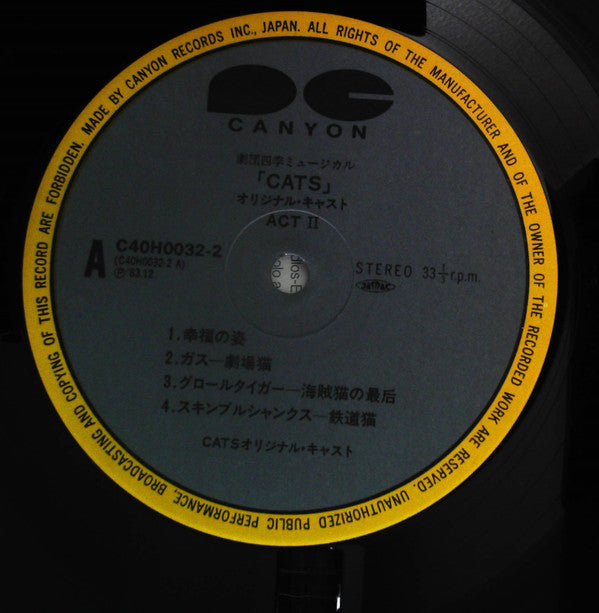 MADE BY CANYON RECORDS INC., JAPAN. ALL RIGHTS OF THE MANUFACTURER AND OF THE OWNER OF THE RECORDED WORK ARE RESERVED. UNAUTHORIZED PUBLIC PERFORMANCE, BROADCASTING AND COPYING OF THIS RECORD ARE FORBIDDEN.
CANYON
劇団四季ミュージカル
「CATS」
オリジナル・キャスト
ACT II
A
C40H0032-2
(C40H0032-2 A)
Ⓟ'83.12
STEREO 33⅓r.p.m.
1.幸福の姿
2.ガス―劇場猫
3.グロールタイガー―海賊猫の最后
4.スキンブルシャンクス―鉄道猫
CATSオリジナル・キャスト